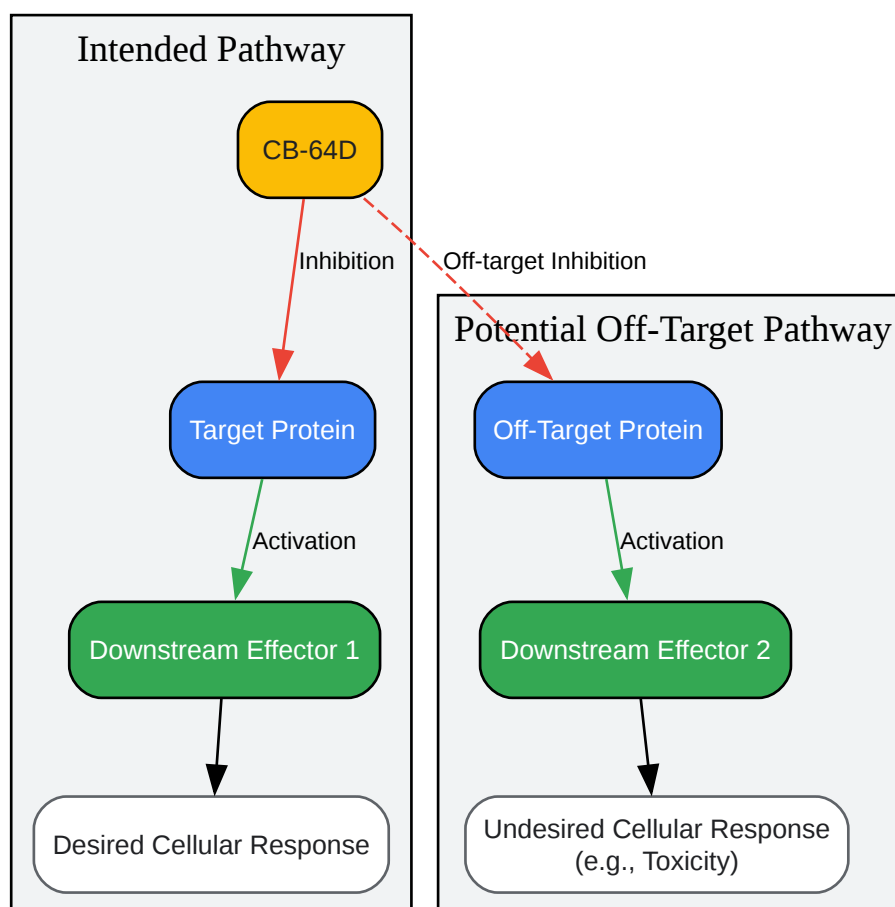 Intended Pathway
CB-64D
Inhibition
Off-target Inhibition
Potential Off-Target Pathway
Target Protein
Off-Target Protein
Activation
Activation
Downstream Effector 1
Downstream Effector 2
Desired Cellular Response
Undesired Cellular Response
(e.g., Toxicity)